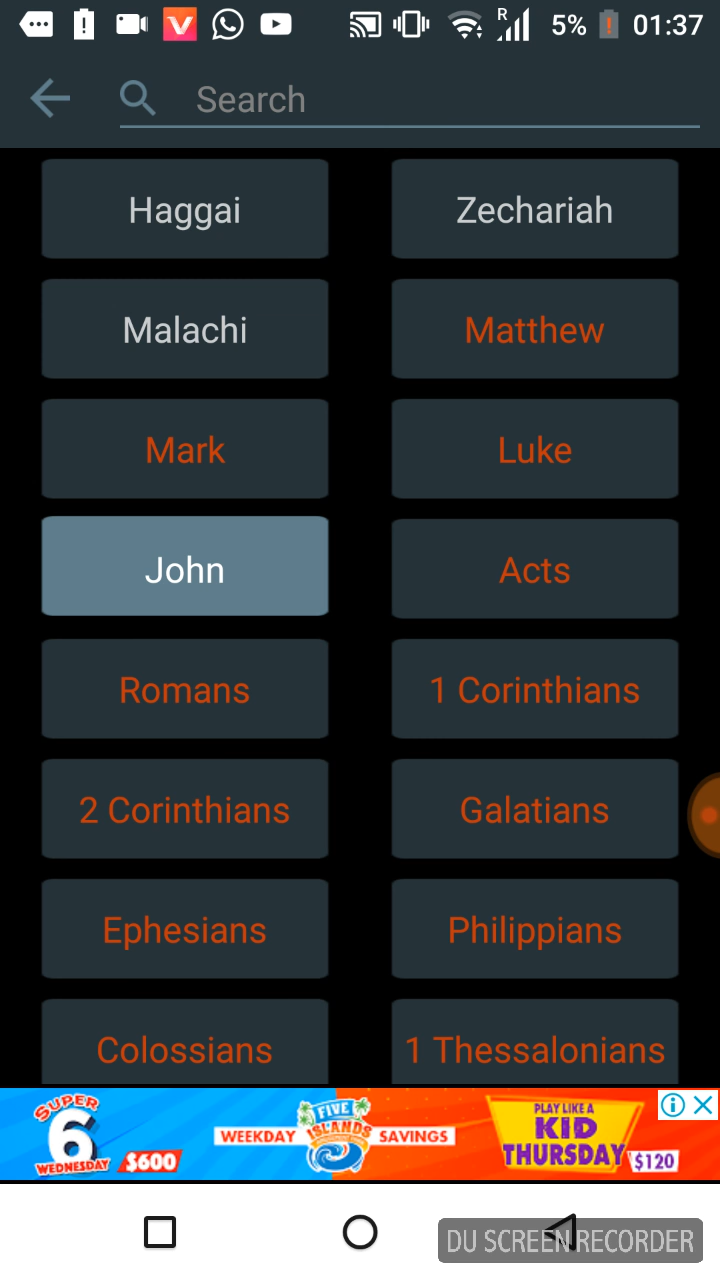 R 5% 01:37
Search
Haggai Zechariah
Malachi Matthew
Mark Luke
John Acts
Romans 1 Corinthians
2 Corinthians Galatians
Ephesians Philippians
Colossians 1 Thessalonians
SUPER
6
WEDNESDAY $600
WEEKDAY FIVE ISLANDS SAVINGS
PLAY LIKE A
KID
THURSDAY $120
DU SCREEN RECORDER